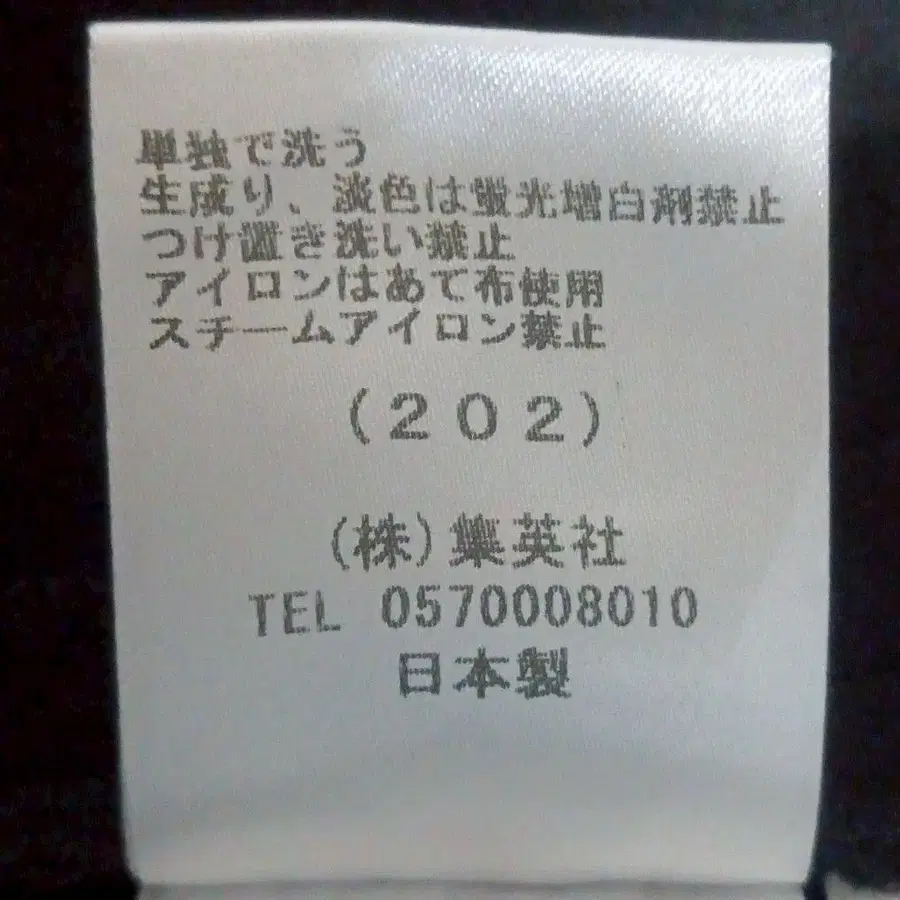 単独で洗う
生成り、淡色は蛍光増白剤禁止
つけ置き洗い禁止
アイロンはあて布使用
スチームアイロン禁止
(202)
(株)集英社
TEL 0570008010
日本製